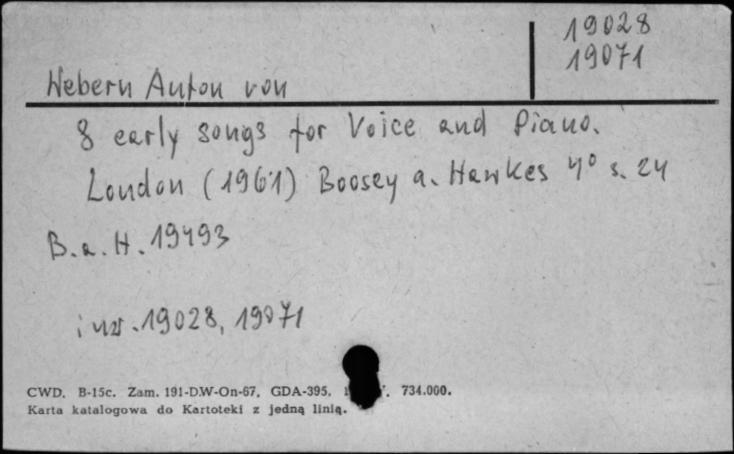 19028
19071
Webern Anton von
8 early songs for Voice and Piano.
London (1961) Boosey a. Hawkes 4° s. 24
B. a. H. 19493
inw. 19028, 19071
CWD. B-15c. Zam. 191-D.W-On-67. GDA-395. 734.000.
Karta katalogowa do Kartoteki z jedną linią.